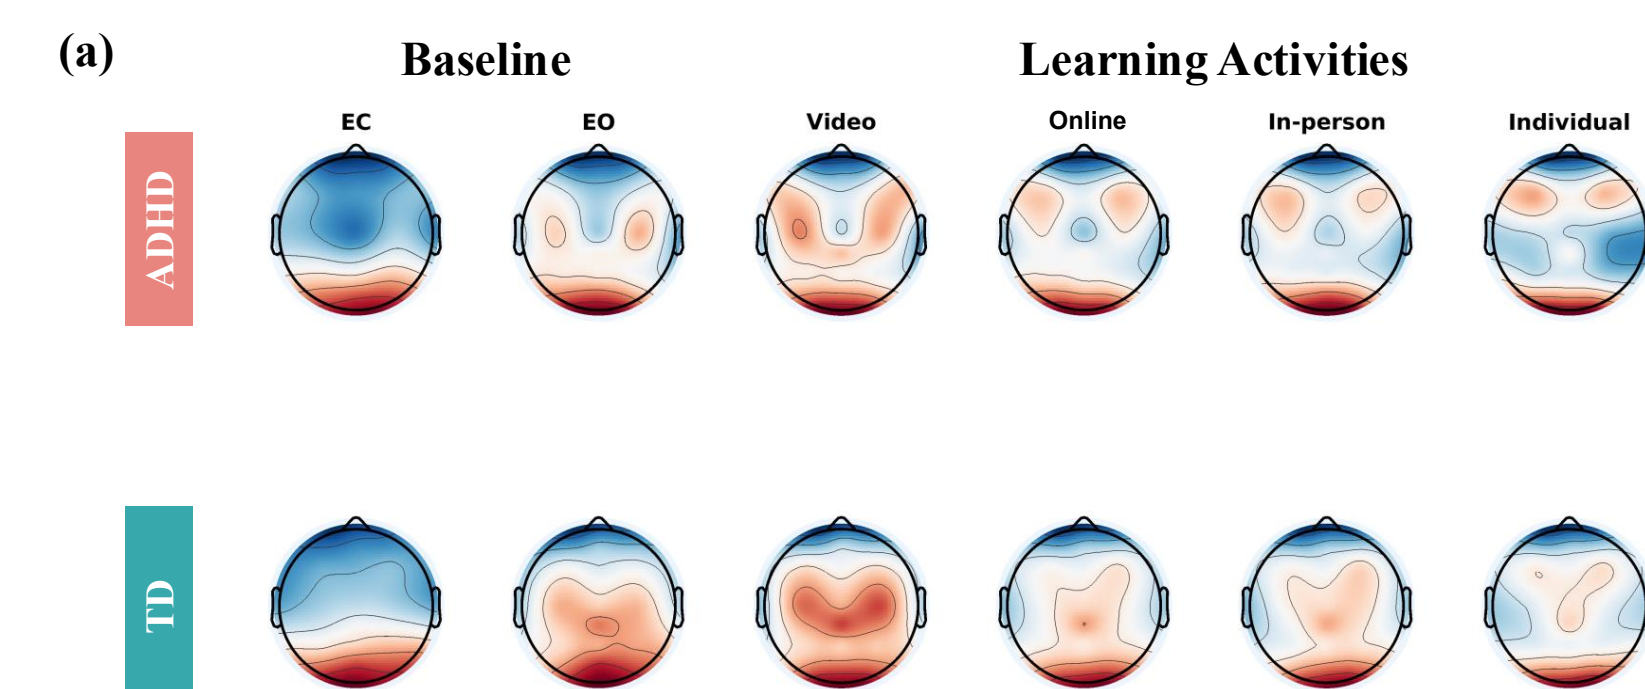 (a)
Baseline
Learning Activities
EC
EO
Video
Online
In-person
Individual
ADHD
TD